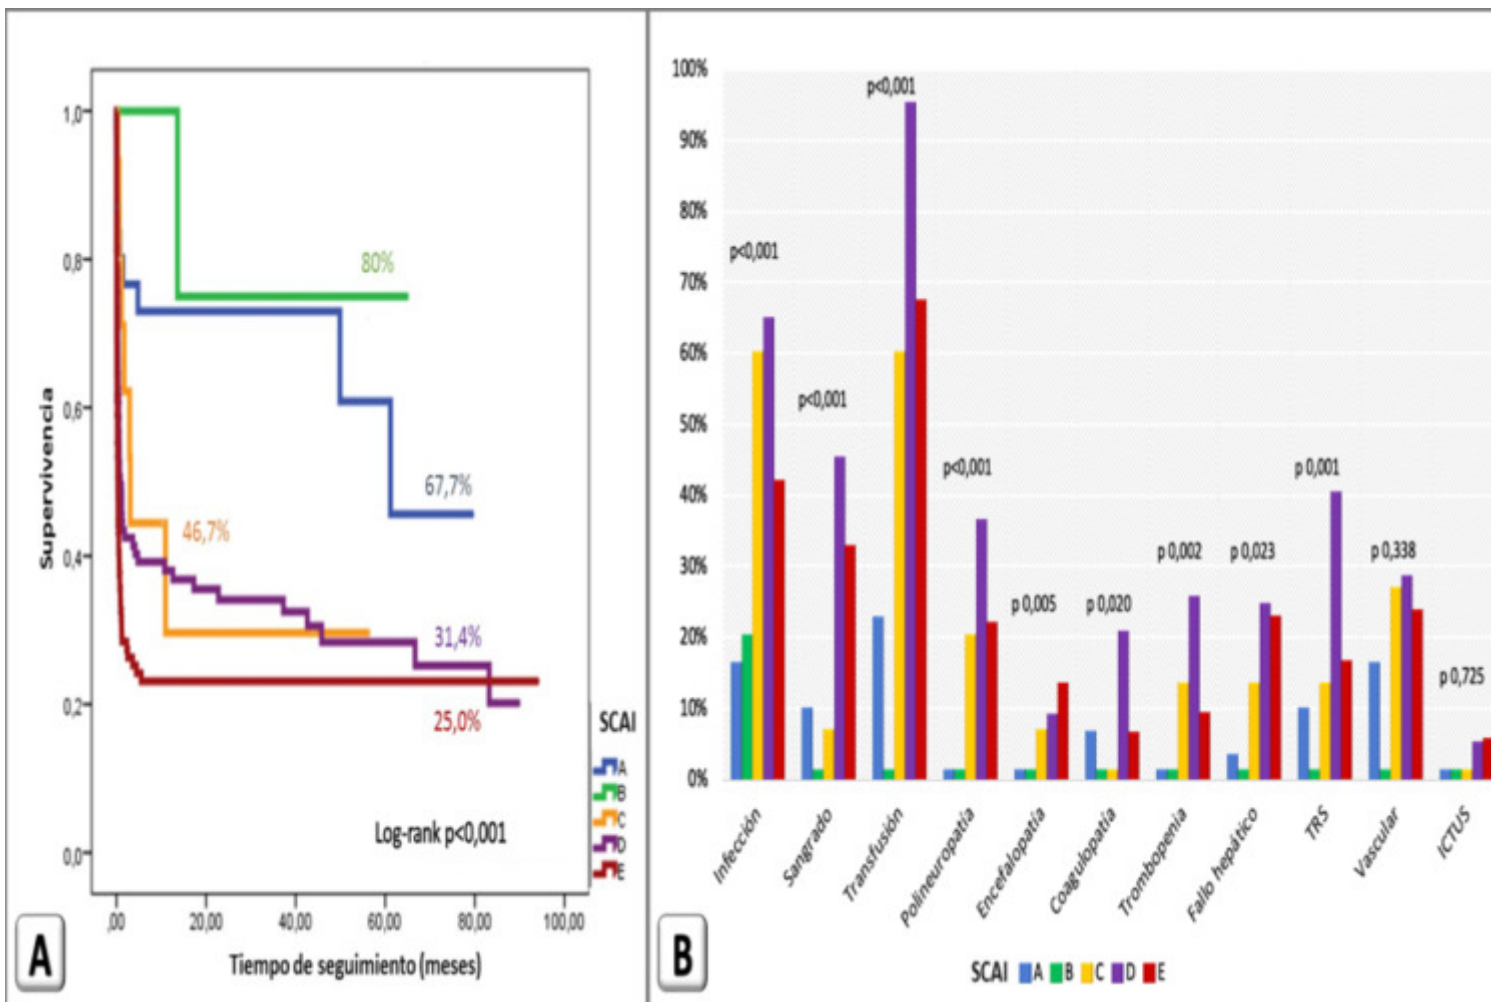 1,0
0,8
0,6
0,4
0,2
0,0
Supervivencia
80%
67,7%
46,7%
31,4%
25,0%
Log-rank p<0,001
SCAI
A
B
C
D
E
,00 20,00 40,00 60,00 80,00 100,00
Tiempo de seguimiento (meses)
A
100%
90%
80%
70%
60%
50%
40%
30%
20%
10%
0%
p<0,001
p<0,001
p<0,001
p<0,001
p 0,005
p 0,020
p 0,002
p 0,023
p 0,001
p 0,338
p 0,725
Infección
Sangrado
Transfusión
Polineuropatía
Encefalopatía
Coagulopatía
Trombopenia
Fallo hepático
TRS
Vascular
ICTUS
SCAI A B C D E
B